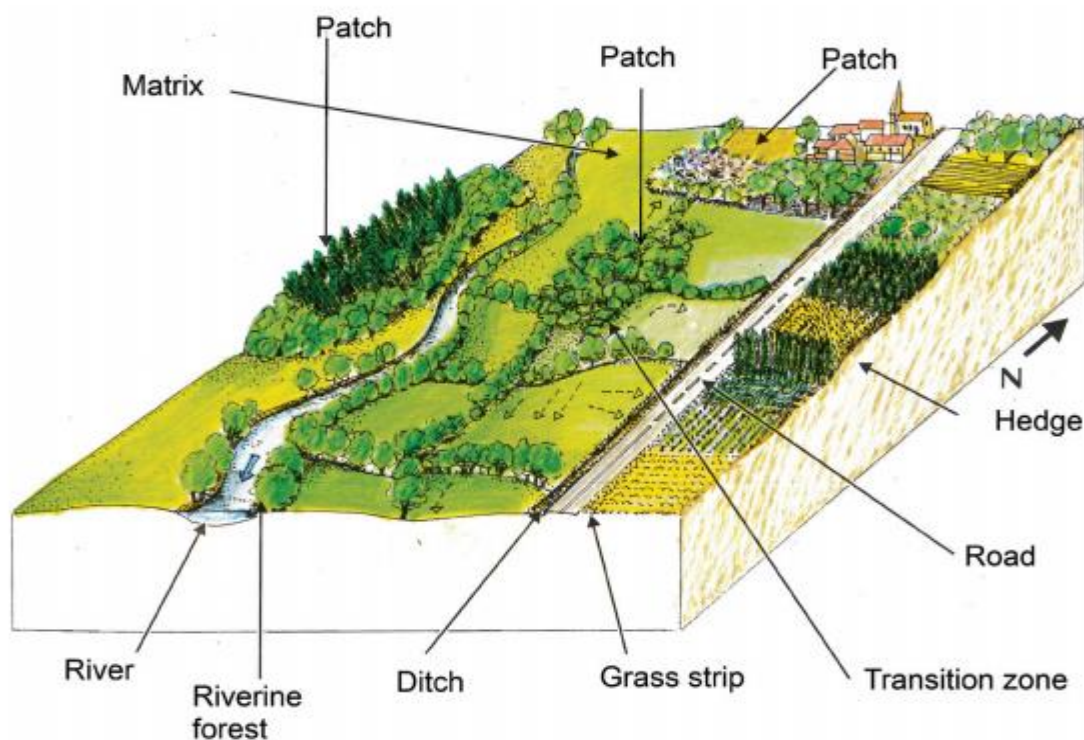 Patch
Patch
Patch
Matrix
N
Hedge
Road
River
Riverine
forest
Ditch
Grass strip
Transition zone